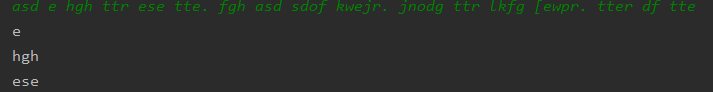 asd e hgh ttr ese tte. fgh asd sdof kwejr. jnodg ttr lkfg [ewpr. tter df tte
e
hgh
ese